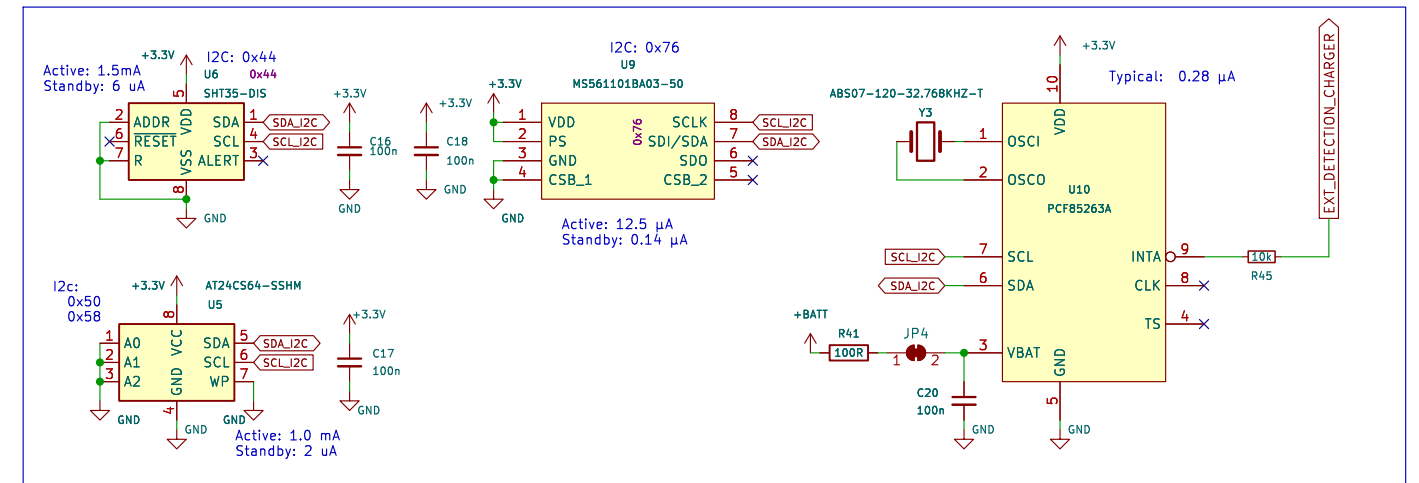 +3.3V
I2C: 0x44
Active: 1.5mA
Standby: 6 uA
U6
0x44
SHT35-DIS
5
VDD
2 ADDR
SDA 1 SDA_I2C
6 RESET
SCL 4 SCL_I2C
7 R
ALERT 3
VSS
8
GND
+3.3V
C16
100n
GND
+3.3V
C18
100n
GND
I2C: 0x76
U9
MS561101BA03-50
+3.3V
0x76
1 VDD
SCLK 8 SCL_I2C
2 PS
SDI/SDA 7 SDA_I2C
3 GND
SDO 6
4 CSB_1
CSB_2 5
GND
Active: 12.5 µA
Standby: 0.14 µA
+3.3V
Typical: 0.28 µA
ABS07-120-32.768KHZ-T
Y3
10
VDD
1 OSCI
2 OSCO
U10
PCF85263A
SCL_I2C 7 SCL
SDA_I2C 6 SDA
INTA 9
CLK 8
TS 4
10k
R45
EXT_DETECTION_CHARGER
+BATT
R41
100R
JP4
1 2
3 VBAT
GND
5
C20
100n
GND
GND
I2c:
0x50
0x58
+3.3V
AT24CS64-SSHM
U5
8
VCC
1 A0
SDA 5 SDA_I2C
2 A1
SCL 6 SCL_I2C
3 A2
WP 7
GND
4
GND
GND
GND
Active: 1.0 mA
Standby: 2 uA
+3.3V
C17
100n
GND